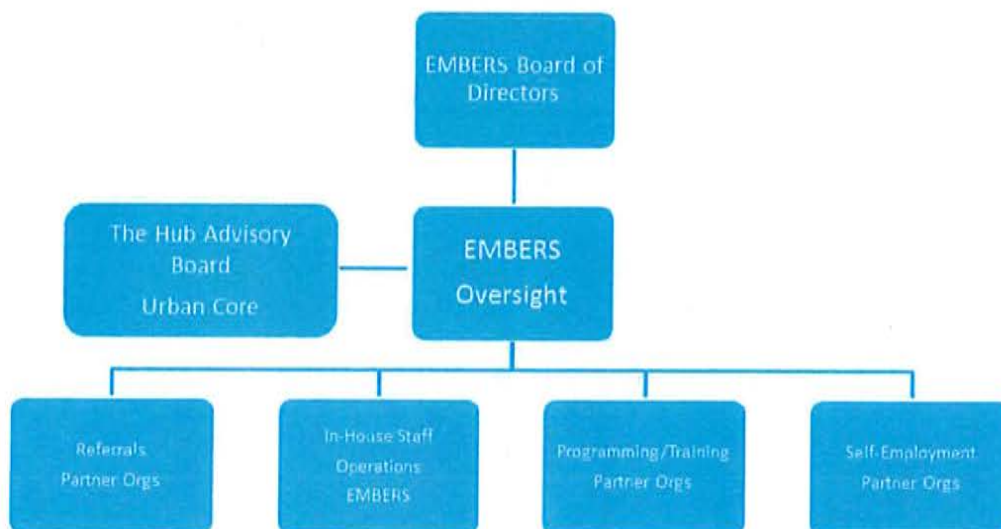 EMBERS Board of
Directors
The Hub Advisory
Board
Urban Core
EMBERS
Oversight
Referrals
Partner Orgs
In-House Staff
Operations
EMBERS
Programming/Training
Partner Orgs
Self-Employment
Partner Orgs